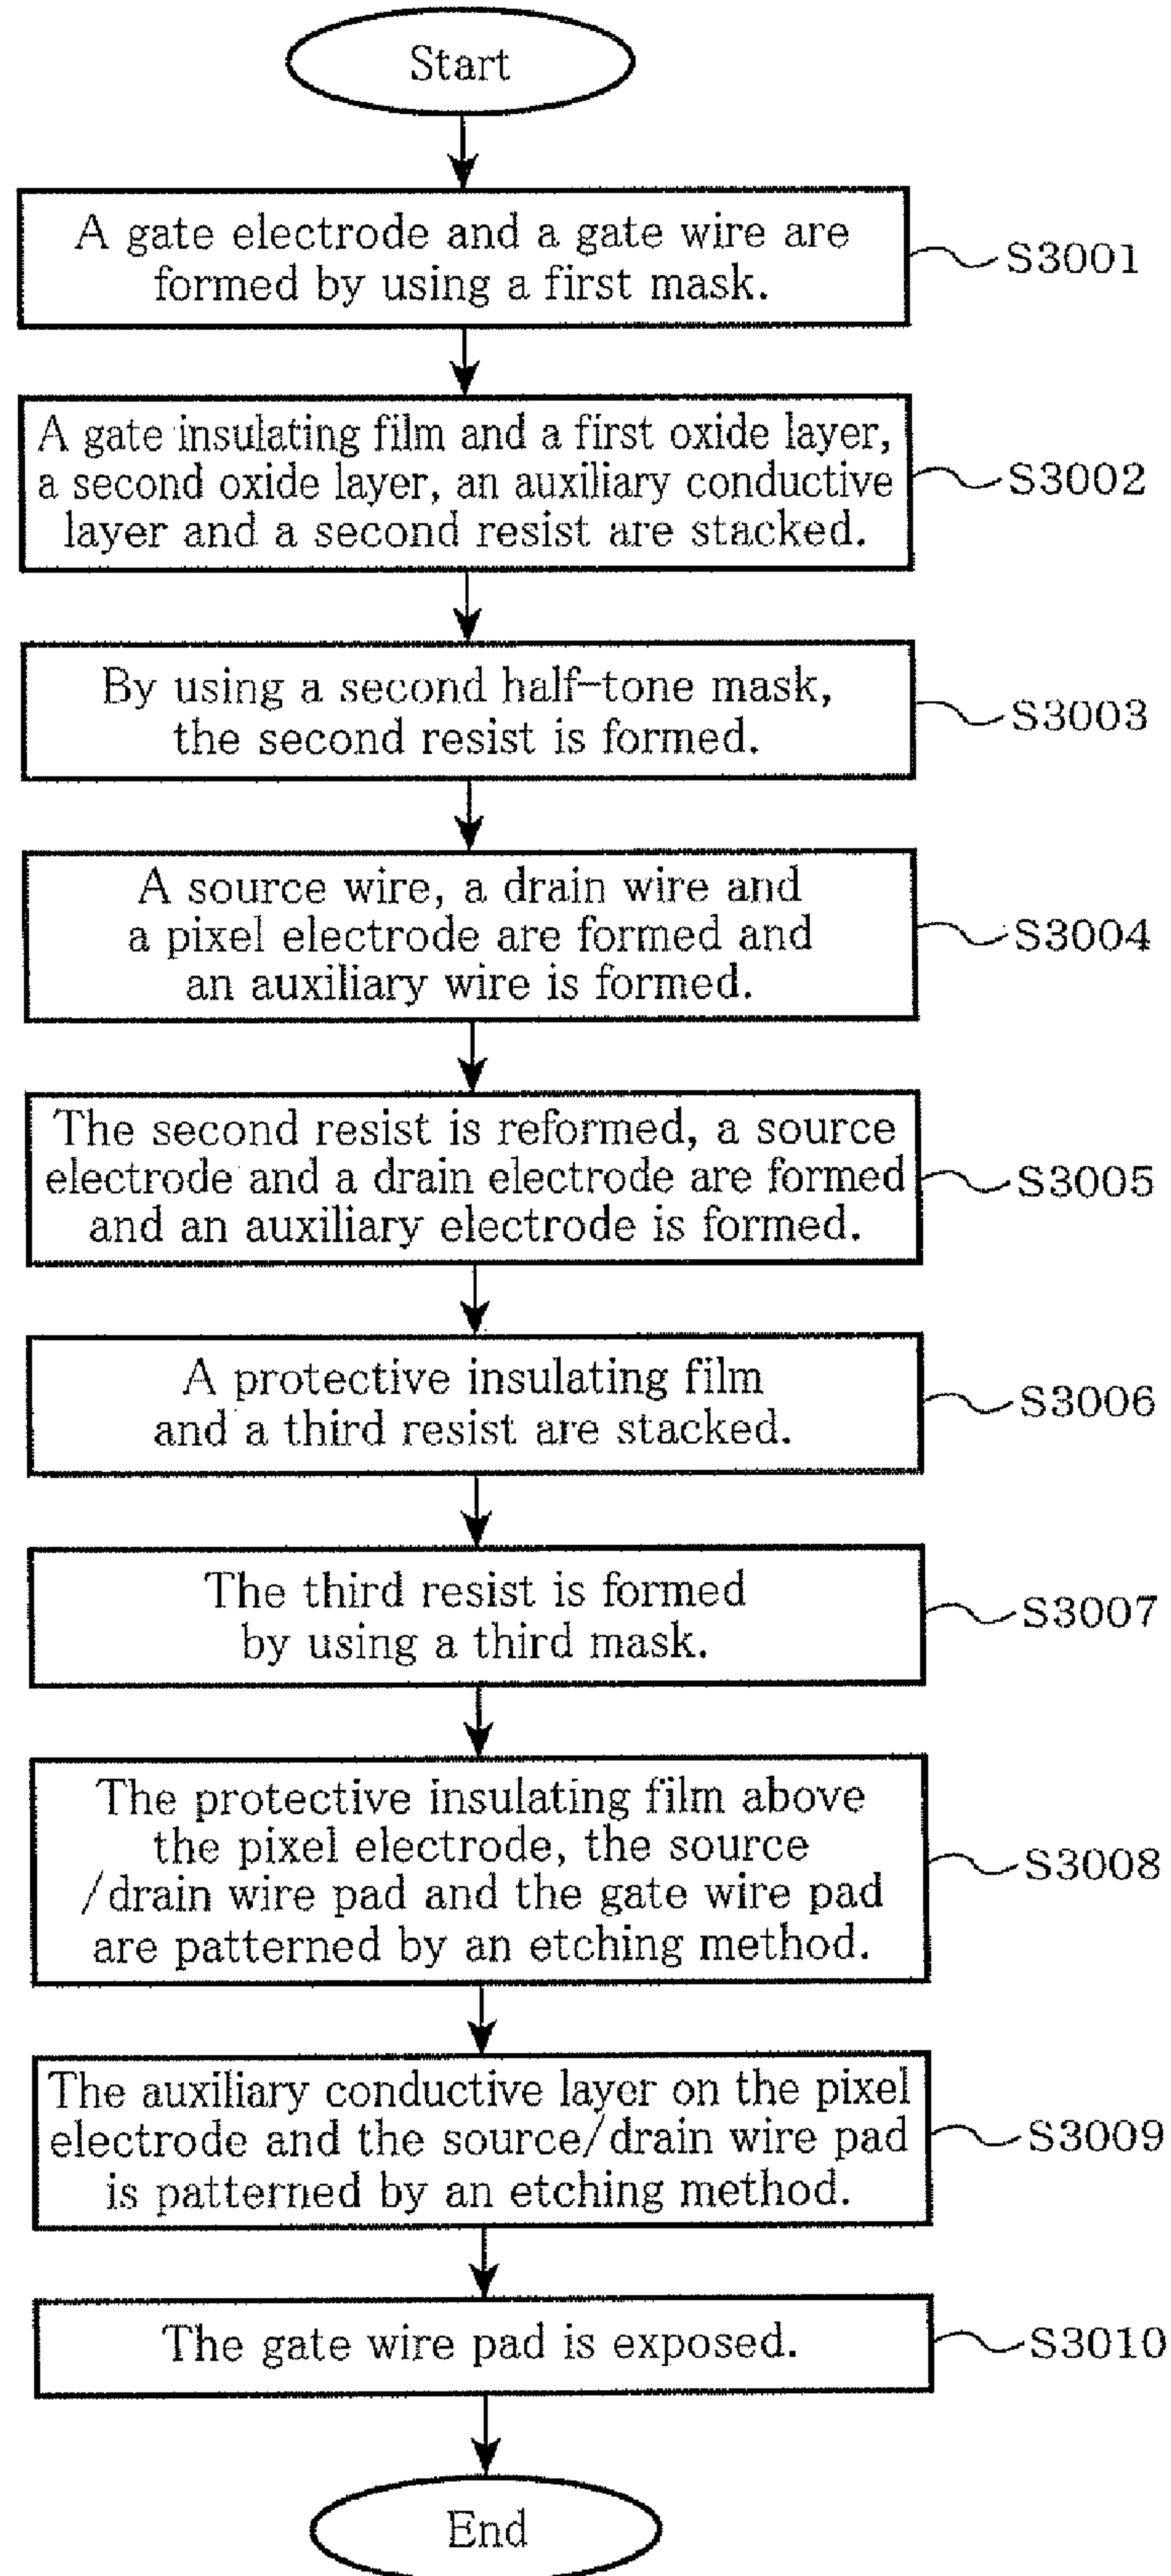 Start
A gate electrode and a gate wire are
formed by using a first mask.
S3001
A gate insulating film and a first oxide layer,
a second oxide layer, an auxiliary conductive
layer and a second resist are stacked.
S3002
By using a second half-tone mask,
the second resist is formed.
S3003
A source wire, a drain wire and
a pixel electrode are formed and
an auxiliary wire is formed.
S3004
The second resist is reformed, a source
electrode and a drain electrode are formed
and an auxiliary electrode is formed.
S3005
A protective insulating film
and a third resist are stacked.
S3006
The third resist is formed
by using a third mask.
S3007
The protective insulating film above
the pixel electrode, the source
/drain wire pad and the gate wire pad
are patterned by an etching method.
S3008
The auxiliary conductive layer on the pixel
electrode and the source/drain wire pad
is patterned by an etching method.
S3009
The gate wire pad is exposed.
S3010
End